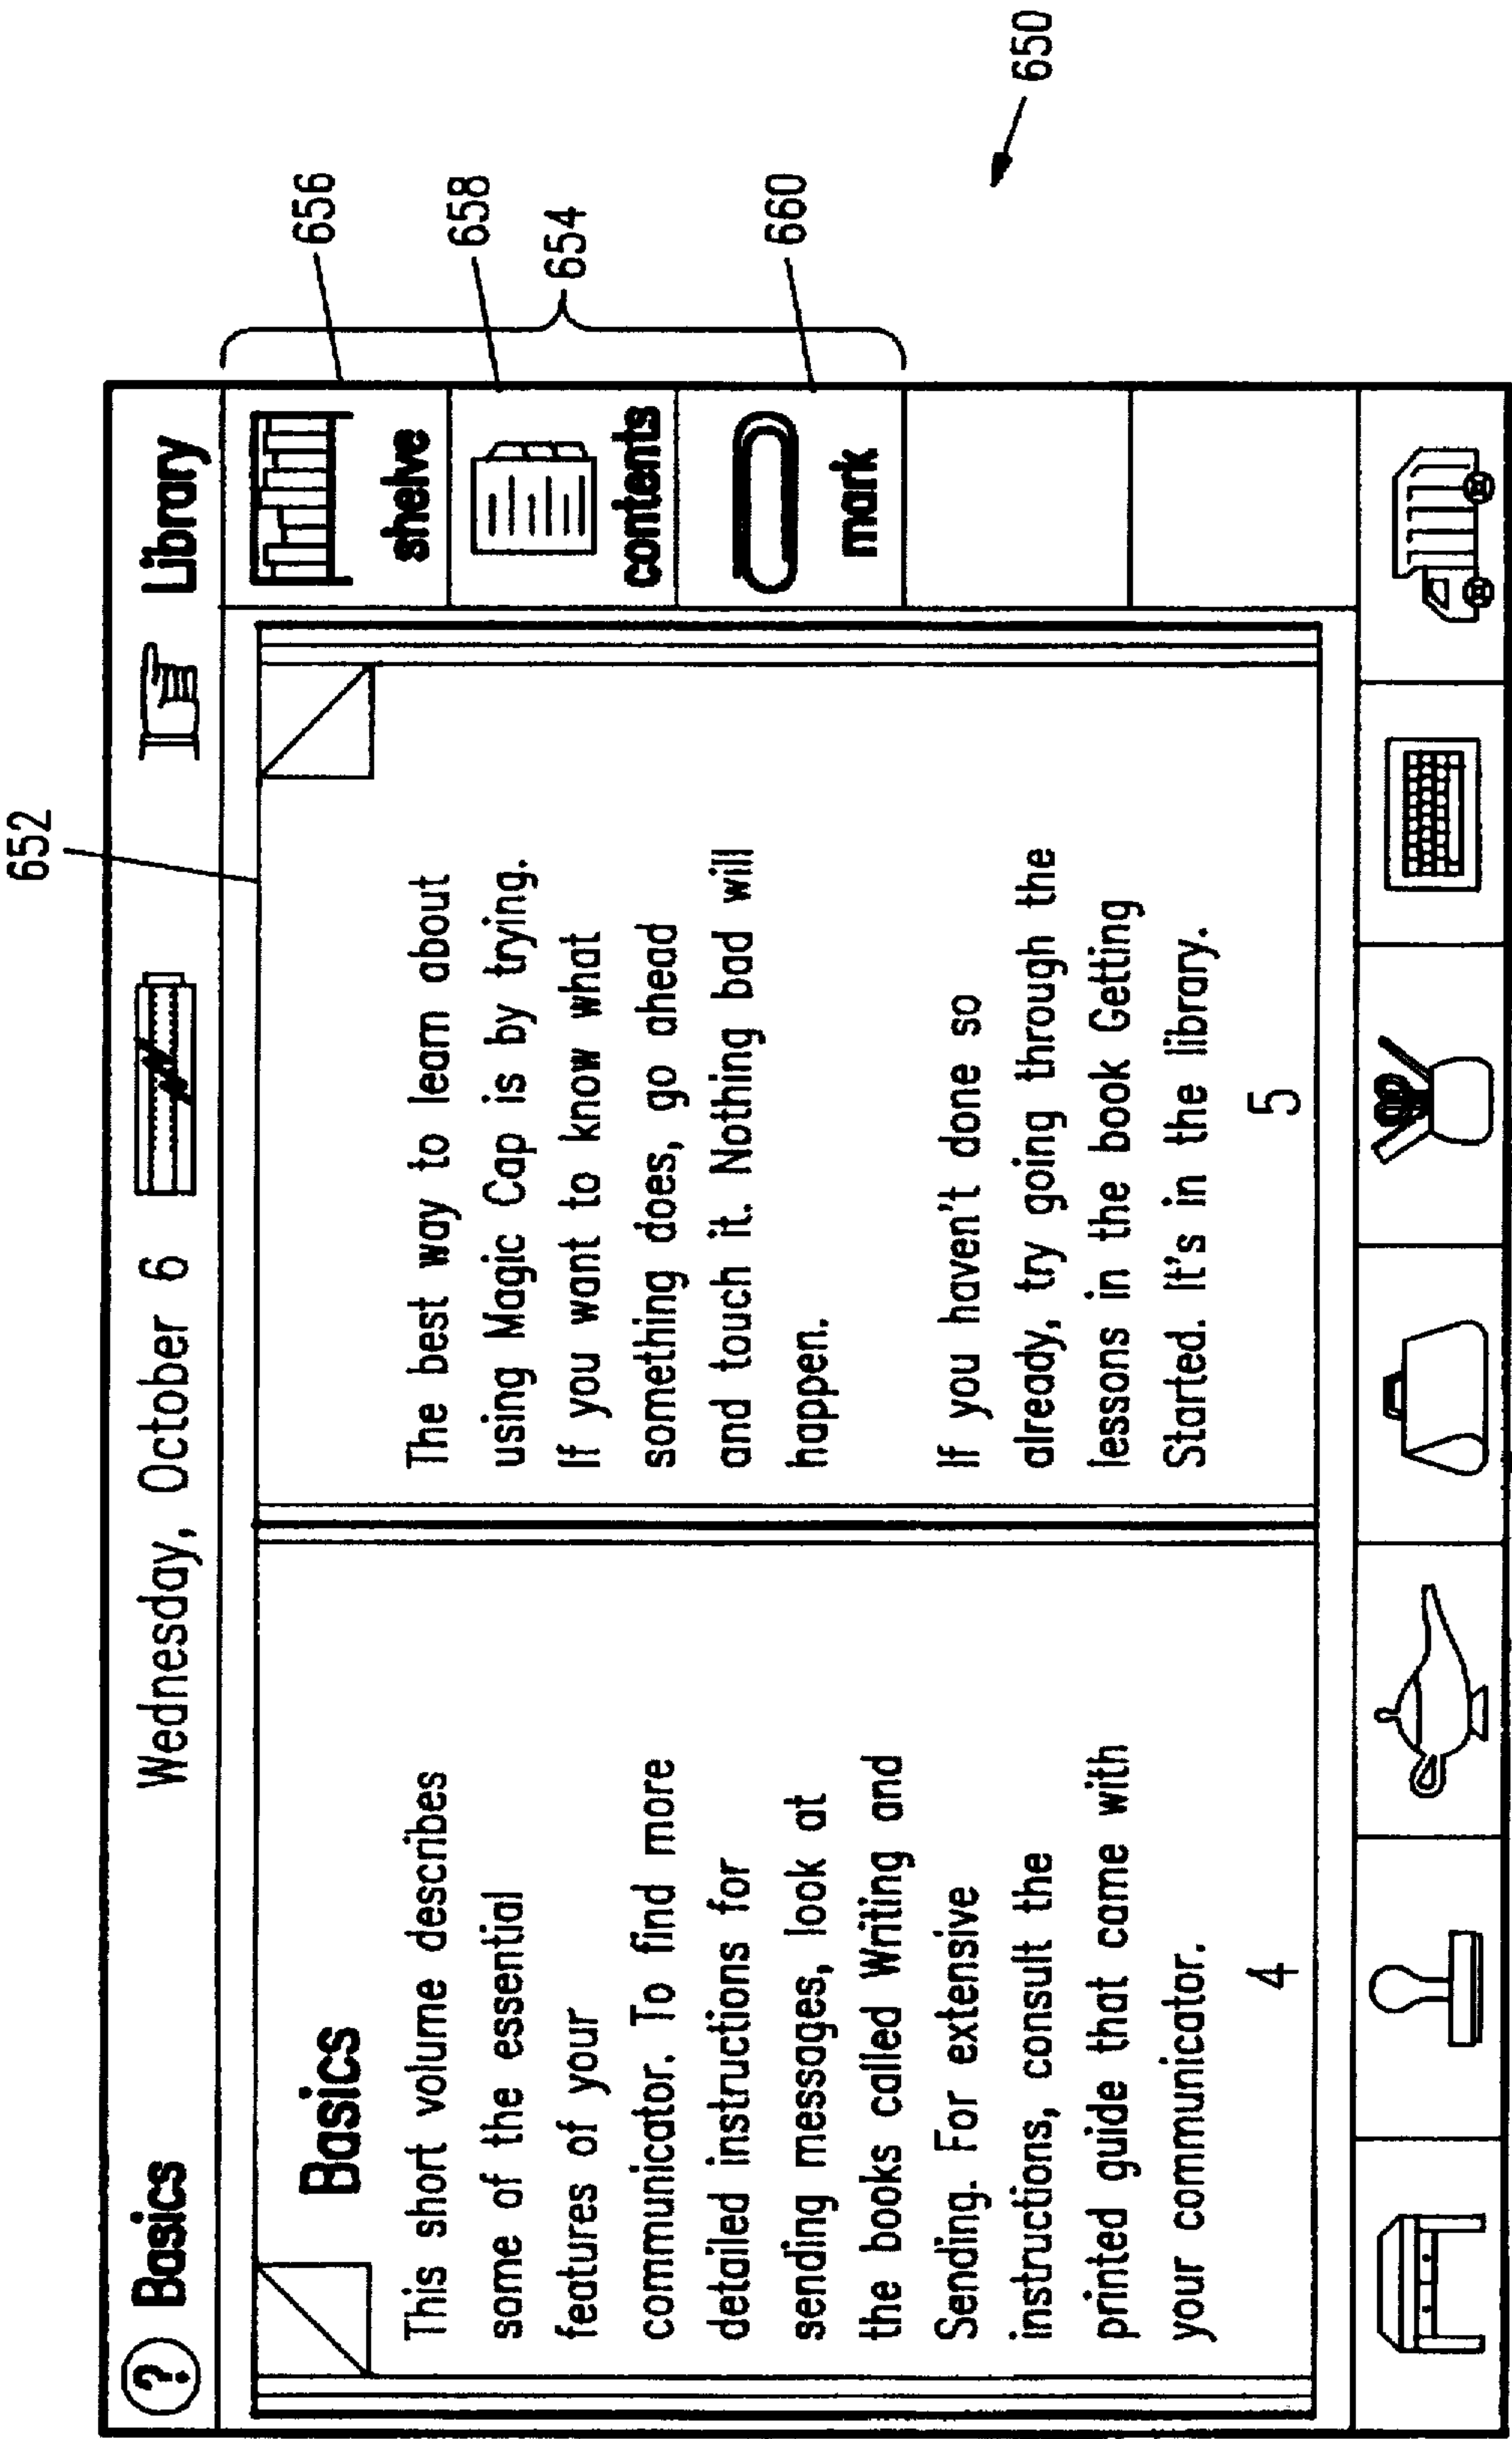 652
? Basics
Wednesday, October 6
Library
Basics
This short volume describes
some of the essential
features of your
communicator. To find more
detailed instructions for
sending messages, look at
the books called Writing and
Sending. For extensive
instructions, consult the
printed guide that came with
your communicator.
4
The best way to learn about
using Magic Cap is by trying.
If you want to know what
something does, go ahead
and touch it. Nothing bad will
happen.
If you haven't done so
already, try going through the
lessons in the book Getting
Started. It's in the library.
5
shelve
contents
mark
656
658
654
660
650